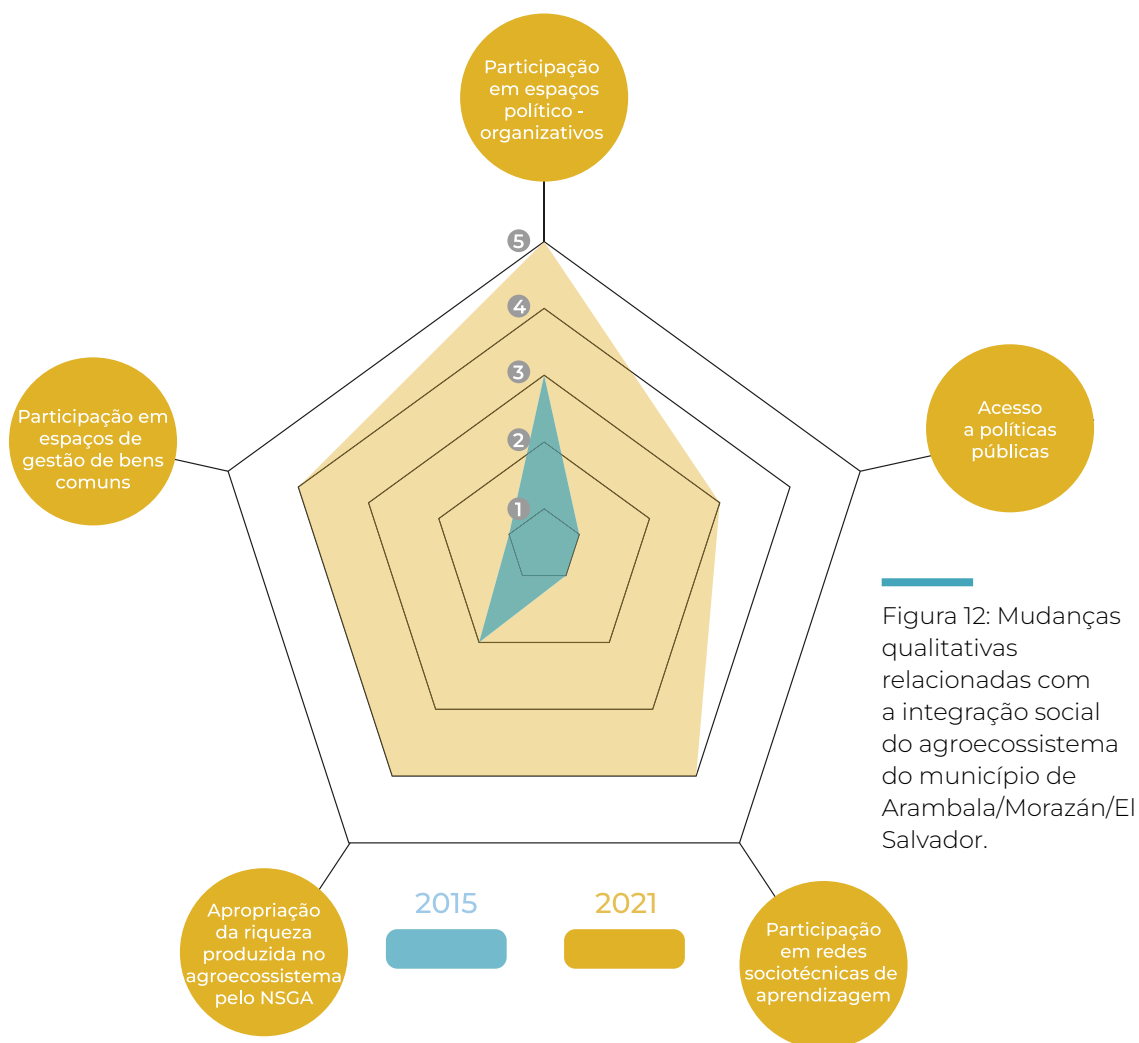 Participação
em espaços
político -
organizativos
5
4
3
2
1
Participação em
espaços de
gestão de bens
comuns
Acesso
a políticas
públicas
Figura 12: Mudanças
qualitativas
relacionadas com
a integração social
do agroecossistema
do município de
Arambala/Morazán/El
Salvador.
Apropriação
da riqueza
produzida no
agroecossistema
pelo NSGA
2015
2021
Participação
em redes
sociotécnicas de
aprendizagem